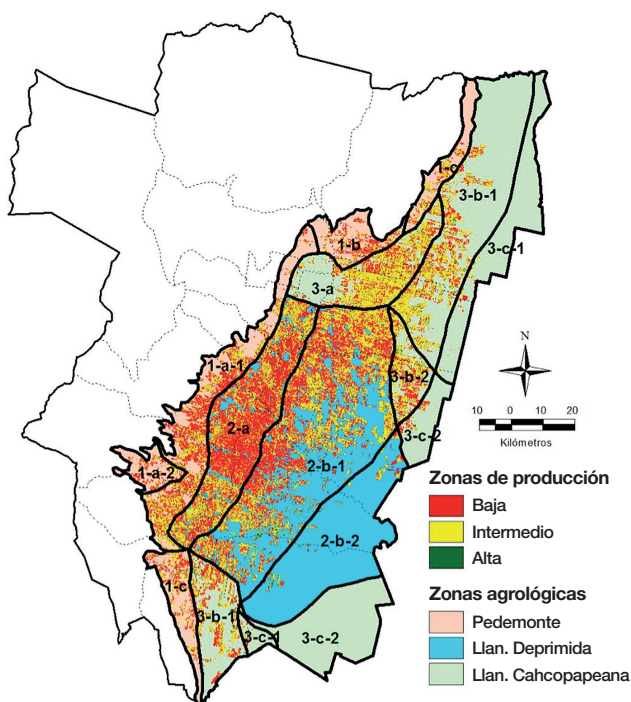 1-c
3-b-1
1-b
3-c-1
3-a
N
1-a-1
3-b-2
10 0 10 20
Kilómetros
2-a
3-c-2
1-a-2
2-b-1
Zonas de producción
Baja
2-b-2
Intermedio
Alta
1-c
3-b-1
Zonas agrológicas
Pedemonte
3-c-1
3-c-2
Llan. Deprimida
Llan. Cahcopapeana